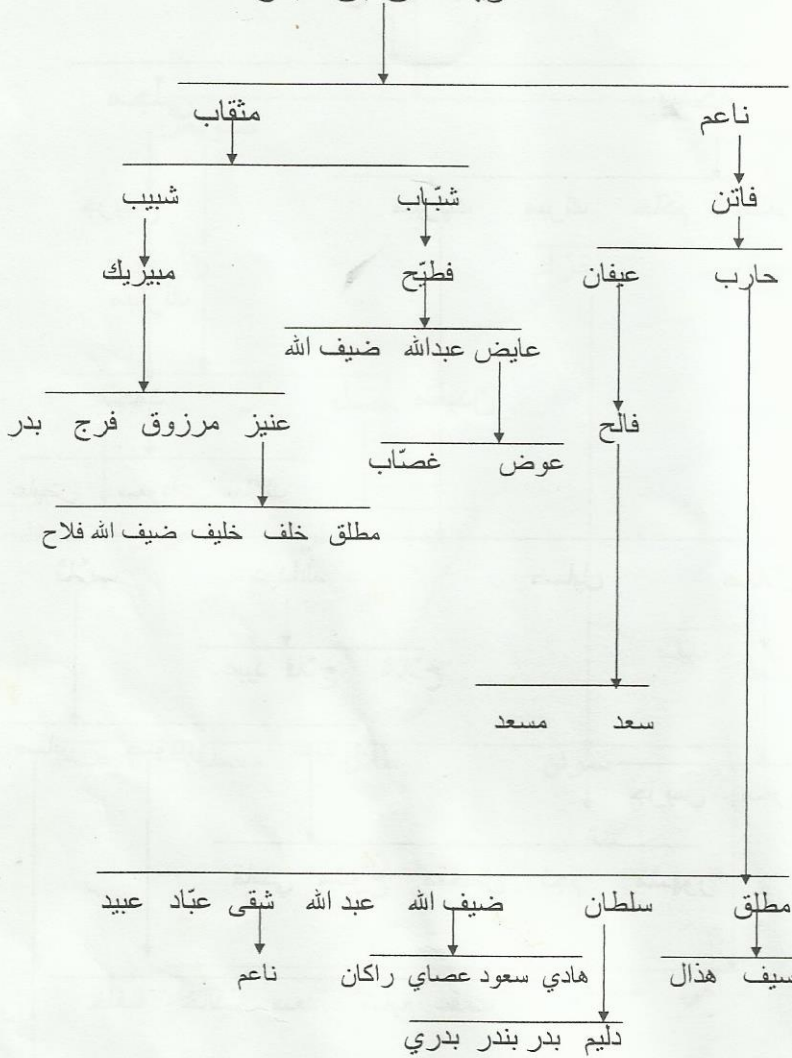 ناعم مثقاب
فاتن شبّاب شبيب
حارب عيفان فطيّح مبيريك
عايض عبدالله ضيف الله
فالح عنيز مرزوق فرج بدر
عوض غصّاب
مطلق خلف خليف ضيف الله فلاح
سعد مسعد
مطلق سلطان ضيف الله عبد الله شقى عبّاد عبيد
سيف هذال هادي سعود عصاي راكان ناعم
دليم بدر بندر بدري